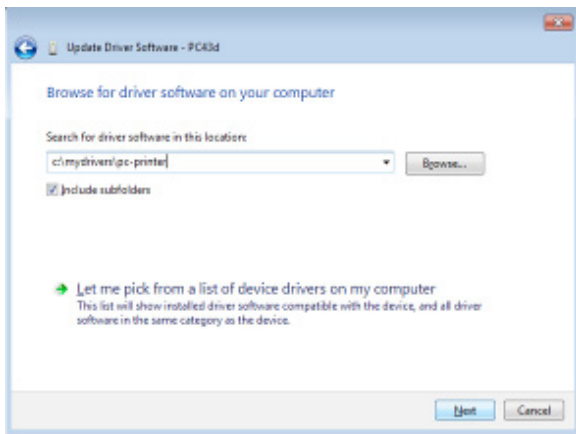 Update Driver Software - PC43d
Browse for driver software on your computer
Search for driver software in this location:
c:\mydrivers\pc-printer
Browse...
Include subfolders
Let me pick from a list of device drivers on my computer
This list will show installed driver software compatible with the device, and all driver
software in the same category as the device.
Next
Cancel